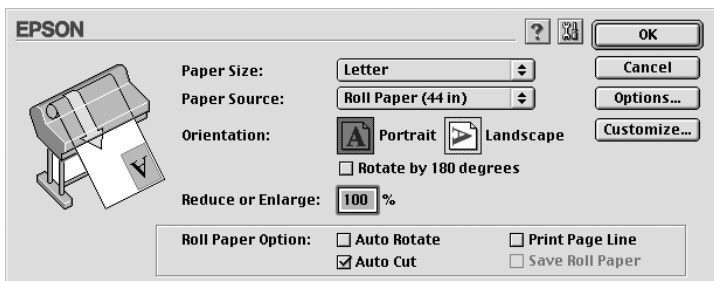 EPSON
? OK
Paper Size: Letter Cancel
Paper Source: Roll Paper (44 in) Options...
Orientation: A Portrait A Landscape Customize...
Rotate by 180 degrees
A
Reduce or Enlarge: 100 %
Roll Paper Option: Auto Rotate Print Page Line
Auto Cut Save Roll Paper